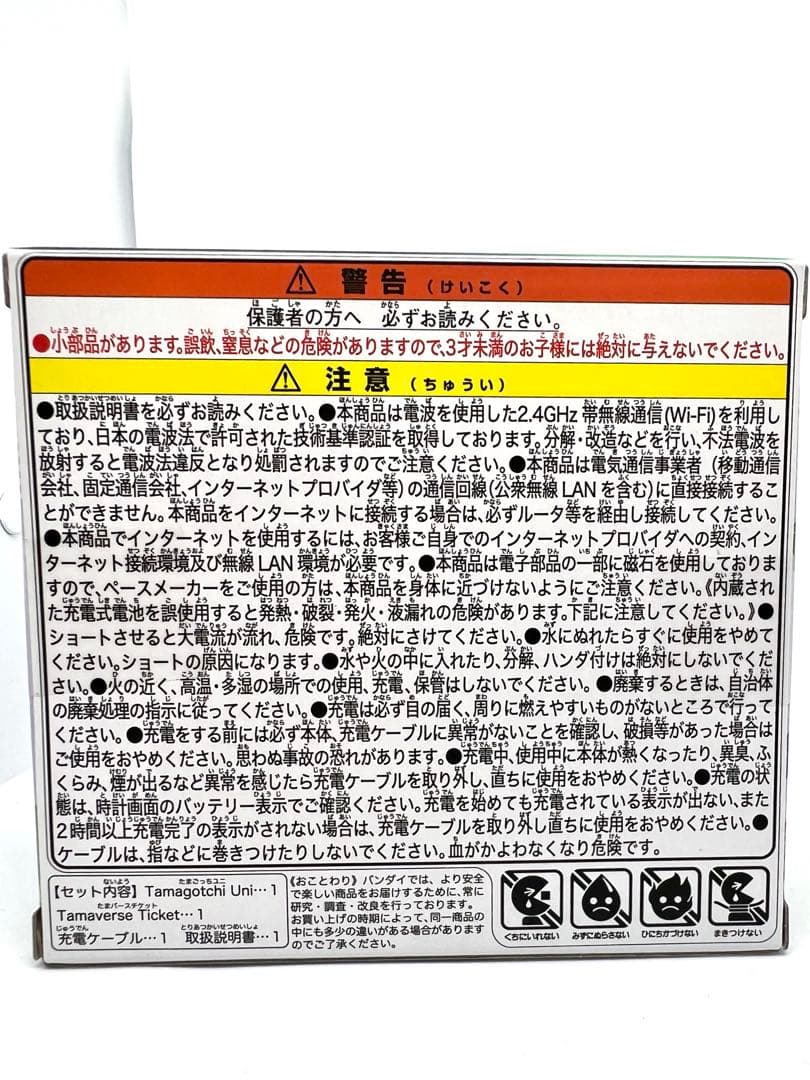 ⚠ 警告 (けいこく)
保護者の方へ 必ずお読みください。
●小部品があります。誤飲、窒息などの危険がありますので、3才未満のお子様には絶対に与えないでください。
⚠ 注意 (ちゅうい)
●取扱説明書を必ずお読みください。●本商品は電波を使用した2.4GHz 帯無線通信(Wi-Fi)を利用し
ており、日本の電波法で許可された技術基準認証を取得しております。分解・改造などを行い、不法電波を
放射すると電波法違反となり処罰されますのでご注意ください。●本商品は電気通信事業者 (移動通信
会社、固定通信会社、インターネットプロバイダ等)の通信回線(公衆無線 LANを含む)に直接接続するこ
とができません。本商品をインターネットに接続する場合は、必ずルータ等を経由し接続してください。
●本商品でインターネットを使用するには、お客様ご自身でのインターネットプロバイダへの契約、イン
ターネット接続環境及び無線 LAN 環境が必要です。●本商品は電子部品の一部に磁石を使用しており
ますので、ペースメーカーをご使用の方は、本商品を身体に近づけないようにご注意ください。《内蔵され
た充電式電池を誤使用すると発熱・破裂・発火・液漏れの危険があります。下記に注意してください。》●
ショートさせると大電流が流れ、危険です。絶対にさけてください。●水にぬれたらすぐに使用をやめて
ください。ショートの原因になります。●水や火の中に入れたり、分解、ハンダ付けは絶対にしないでくだ
さい。●火の近く、高温・多湿の場所での使用、充電、保管はしないでください。●廃棄するときは、自治体
の廃棄処理の指示に従ってください。●充電は必ず目の届く、周りに燃えやすいものがないところで行って
ください。●充電をする前には必ず本体、充電ケーブルに異常がないことを確認し、破損等があった場合は
ご使用をおやめください。思わぬ事故の恐れがあります。●充電中、使用中に本体が熱くなったり、異臭、ふ
くらみ、煙が出るなど異常を感じたら充電ケーブルを取り外し、直ちに使用をおやめください。●充電の状
態は、時計画面のバッテリー表示でご確認ください。充電を始めても充電されている表示が出ない、また
2時間以上充電完了の表示がされない場合は、充電ケーブルを取り外し直ちに使用をおやめください。●
ケーブルは、指などに巻きつけたりしないでください。血がかよわなくなり危険です。
【セット内容】Tamagotchi Uni…1
Tamaverse Ticket…1
充電ケーブル…1 取扱説明書…1
《おことわり》バンダイでは、より安全
で楽しい商品をお届けするために、常に
研究・調査・改良を行っております。
お買い上げの時期によって、同一商品の
中にも多少の違いがある場合があります
のでご了承ください。
くちにいれない みずにぬらさない ひにちかづけない まきつけない